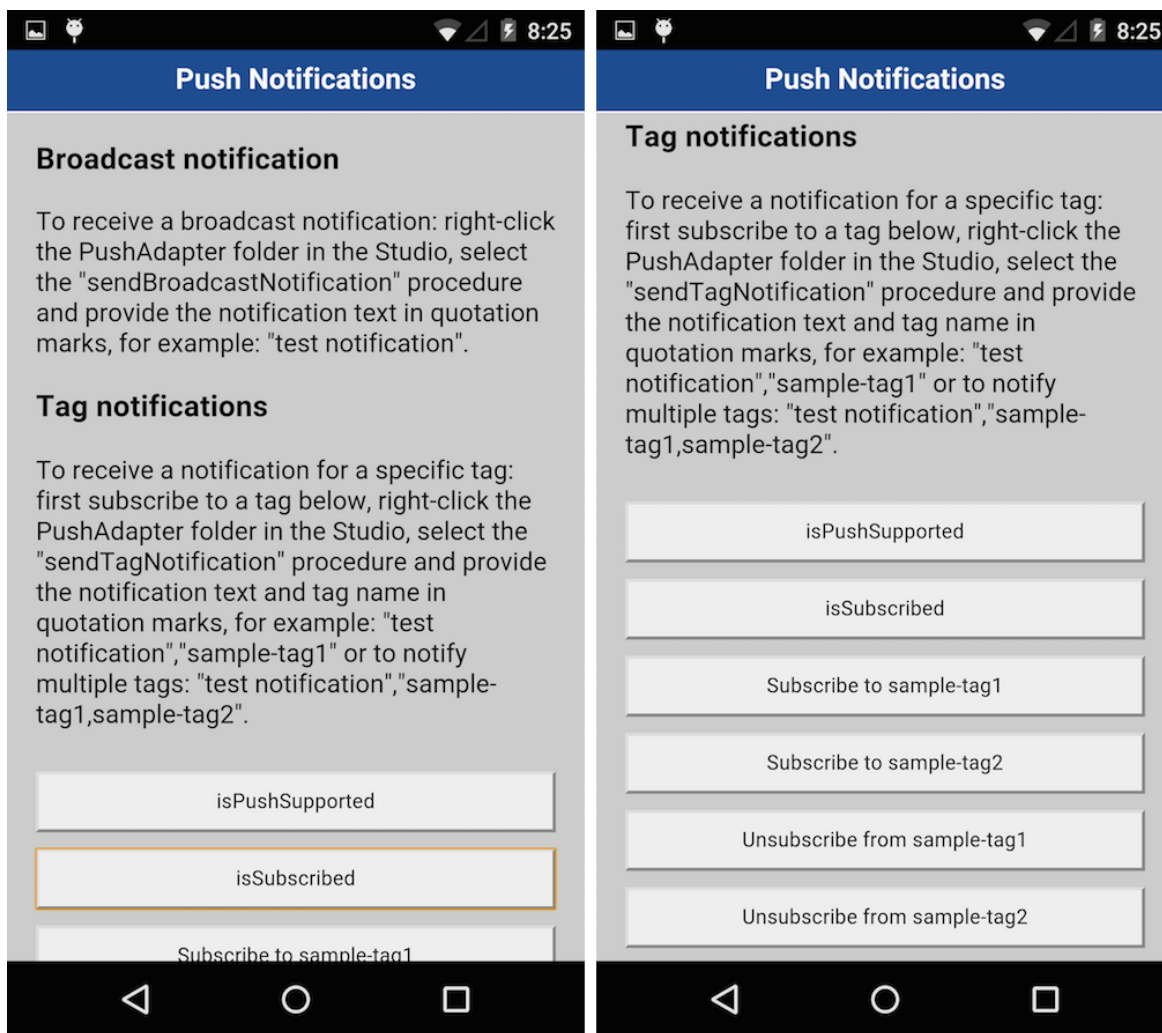 8:25
Push Notifications
Broadcast notification
To receive a broadcast notification: right-click
the PushAdapter folder in the Studio, select
the "sendBroadcastNotification" procedure
and provide the notification text in quotation
marks, for example: "test notification".
Tag notifications
To receive a notification for a specific tag:
first subscribe to a tag below, right-click the
PushAdapter folder in the Studio, select the
"sendTagNotification" procedure and provide
the notification text and tag name in
quotation marks, for example: "test
notification","sample-tag1" or to notify
multiple tags: "test notification","sample-
tag1,sample-tag2".
isPushSupported
isSubscribed
Subscribe to sample-tag1
8:25
Push Notifications
Tag notifications
To receive a notification for a specific tag:
first subscribe to a tag below, right-click the
PushAdapter folder in the Studio, select the
"sendTagNotification" procedure and provide
the notification text and tag name in
quotation marks, for example: "test
notification","sample-tag1" or to notify
multiple tags: "test notification","sample-
tag1,sample-tag2".
isPushSupported
isSubscribed
Subscribe to sample-tag1
Subscribe to sample-tag2
Unsubscribe from sample-tag1
Unsubscribe from sample-tag2